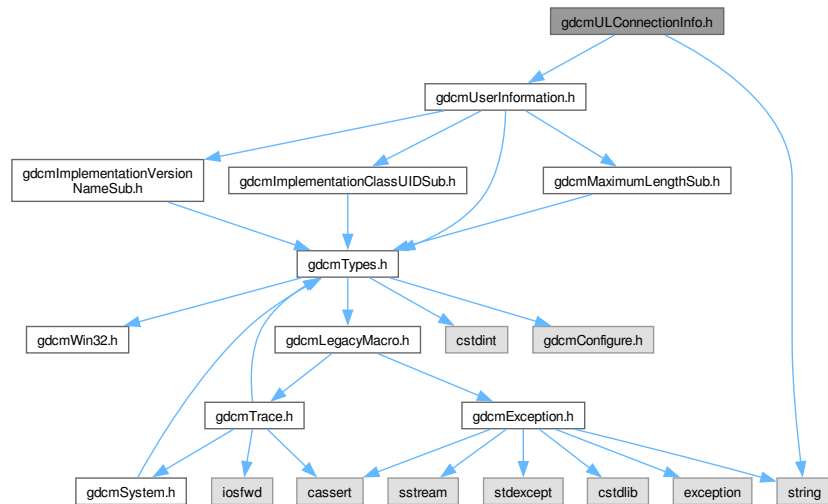 gdcmULConnectionInfo.h
gdcmUserInformation.h
gdcmImplementationVersion
NameSub.h
gdcmImplementationClassUIDSub.h
gdcmMaximumLengthSub.h
gdcmTypes.h
gdcmWin32.h
gdcmLegacyMacro.h
cstdint
gdcmConfigure.h
gdcmTrace.h
gdcmException.h
gdcmSystem.h
iosfwd
cassert
sstream
stdexcept
cstdlib
exception
string